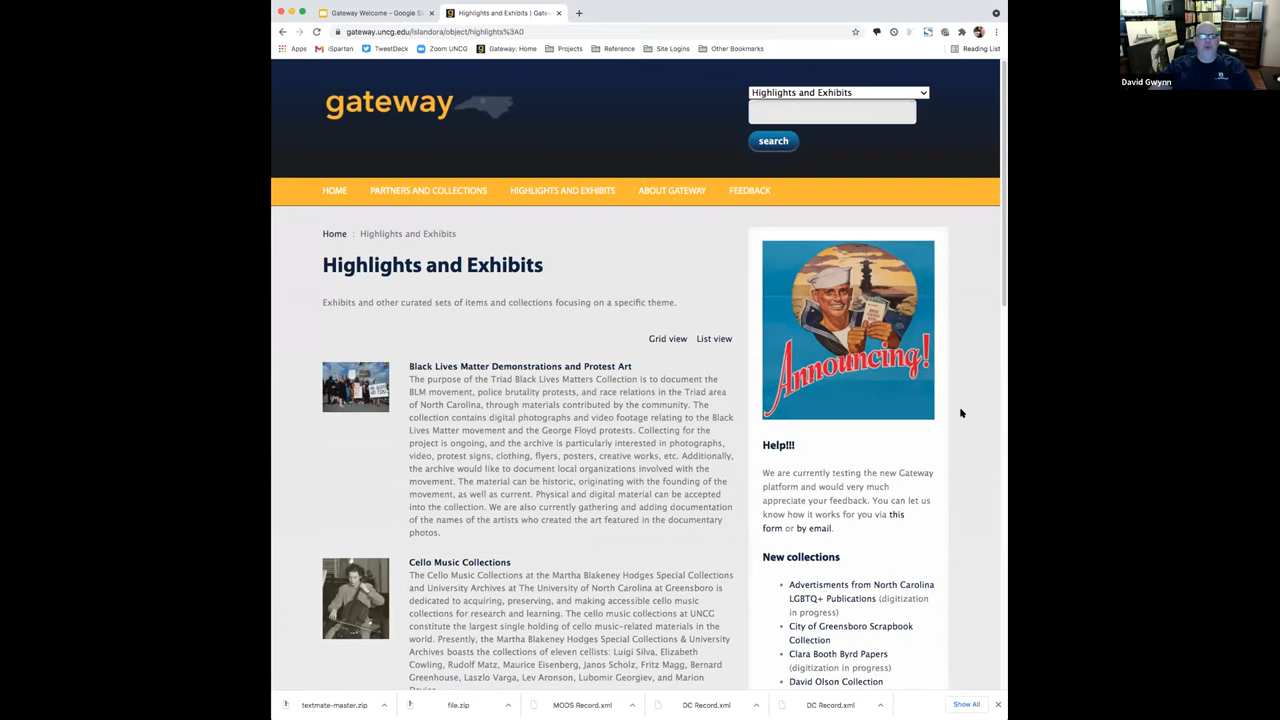 Gateway Welcome - Google S
Highlights and Exhibits | Gate
gateway.uncg.edu/islandora/object/highlights%3A0
Apps
iSpartan
TweetDeck
Zoom UNCG
Gateway: Home
Projects
Reference
Site Logins
Other Bookmarks
Reading List
David Gwynn
gateway
Highlights and Exhibits
search
HOME
PARTNERS AND COLLECTIONS
HIGHLIGHTS AND EXHIBITS
ABOUT GATEWAY
FEEDBACK
Home : Highlights and Exhibits
Highlights and Exhibits
Exhibits and other curated sets of items and collections focusing on a specific theme.
Grid view
List view
Black Lives Matter Demonstrations and Protest Art
The purpose of the Triad Black Lives Matters Collection is to document the
BLM movement, police brutality protests, and race relations in the Triad area
of North Carolina, through materials contributed by the community. The
collection contains digital photographs and video footage relating to the Black
Lives Matter movement and the George Floyd protests. Collecting for the
project is ongoing, and the archive is particularly interested in photographs,
video, protest signs, clothing, flyers, posters, creative works, etc. Additionally,
the archive would like to document local organizations involved with the
movement. The material can be historic, originating with the founding of the
movement, as well as current. Physical and digital material can be accepted
into the collection. We are also currently gathering and adding documentation
of the names of the artists who created the art featured in the documentary
photos.
Cello Music Collections
The Cello Music Collections at the Martha Blakeney Hodges Special Collections
and University Archives at The University of North Carolina at Greensboro is
dedicated to acquiring, preserving, and making accessible cello music
collections for research and learning. The cello music collections at UNCG
constitute the largest single holding of cello music-related materials in the
world. Presently, the Martha Blakeney Hodges Special Collections & University
Archives boasts the collections of eleven cellists: Luigi Silva, Elizabeth
Cowling, Rudolf Matz, Maurice Eisenberg, Janos Scholz, Fritz Magg, Bernard
Greenhouse, Laszlo Varga, Lev Aronson, Lubomir Georgiev, and Marion
Announcing!
Help!!!
We are currently testing the new Gateway
platform and would very much
appreciate your feedback. You can let us
know how it works for you via this
form or by email.
New collections
• Advertisments from North Carolina
LGBTQ+ Publications (digitization
in progress)
• City of Greensboro Scrapbook
Collection
• Clara Booth Byrd Papers
(digitization in progress)
• David Olson Collection
textmate-master.zip
file.zip
MODS Record.xml
DC Record.xml
DC Record.xml
Show All